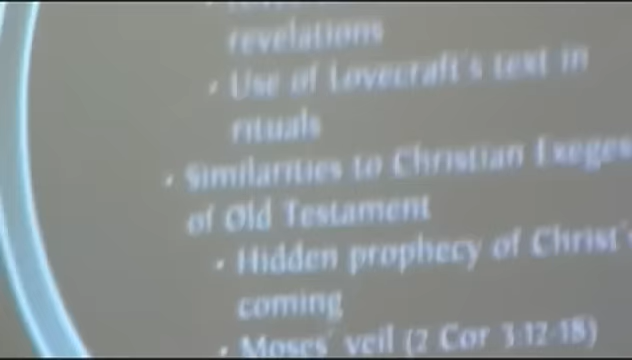 revelations
• Use of Lovecraft's text in
rituals
• Similarities to Christian Exeges
of Old Testament
• Hidden prophecy of Christ's
coming
• Moses' veil (2 Cor 3:12-18)